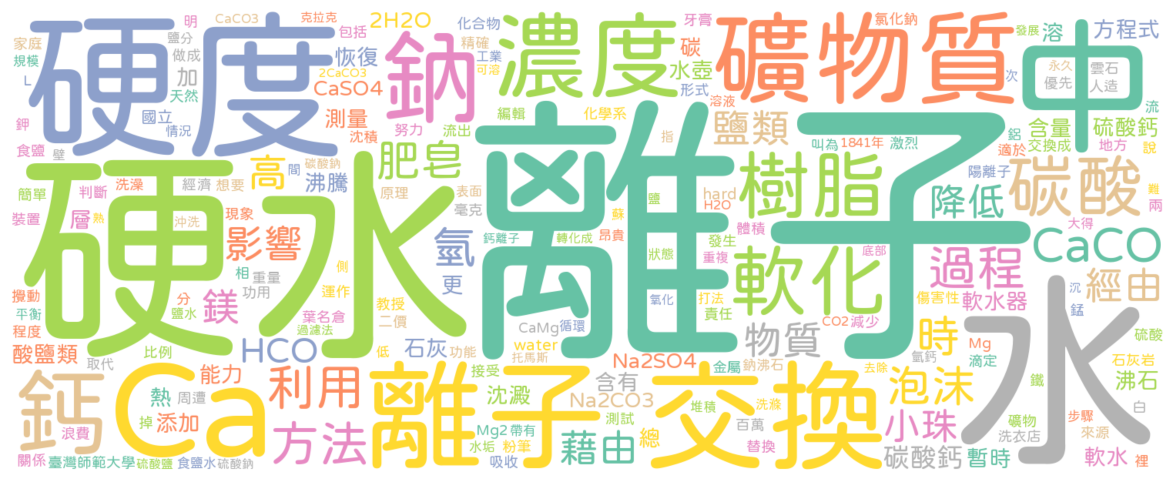 明 CaCO3 克拉克 包括 2H2O 化合物 牙膏 氯化鈉 發展
家庭 鹽分 硬度 鈉 濃度 礦物質 中 溶 方程式
規模 做成 恢復 精確 工業 碳 次 永久 雲石
L 加 2CaCO3 可溶 水壺 優先 人造
天然 CaSO4 形式 溶液
鉀 國立 測量 努力 流出 編輯 化學系 鹽類 鋁 含量 硫酸鈣 流
食鹽 情況 沈積 指 叫為 1841年 激烈 適於 交換成 地方 說
壁 間 碳酸鈉 肥皂 離子 樹脂 陽離子 碳酸 難
簡單 判斷 洗澡 經濟 想要 高 沸騰 原理 表面 鹽 hard 降低 兩
裝置 層 熱 沖洗 現象 毫克 蘇 H2O 大得
硬水 影響 氫 鈣離子 轉化成 昂貴 體積 發生 底部 CaCO
攪動 相 重量 側 更 狀態 重複 軟化 過程 經由 沉
平衡 分 功用 運作 教授 氧化 打法 傷害性 錳
程度 鹽水 鎂 葉名倉 二價 CaMg 循環 責任 軟水器
酸鹽類 過濾法 water 物質 CO2 減少 時 Mg 滴定 硫酸
取代 比例 HCO 低 石灰 功能 托馬斯 Na2SO4 金屬 鈉沸石 氫鈣 石灰岩
鈣 Ca 能力 利用 離子交換 接受 含有 去除 泡沫 沸石 水
熱 周遭 沈澱 Na2CO3 鐵 白
掉 添加 堆積 洗滌 小珠 礦物 步驟
浪費 方法 Mg2 帶有 測試 百萬 洗衣店 來源
水垢 粉筆 藉由 總 替換 碳酸鈣 暫時 軟水 裡
關係 臺灣師範大學 硫酸鹽 食鹽水 硫酸鈉 吸收